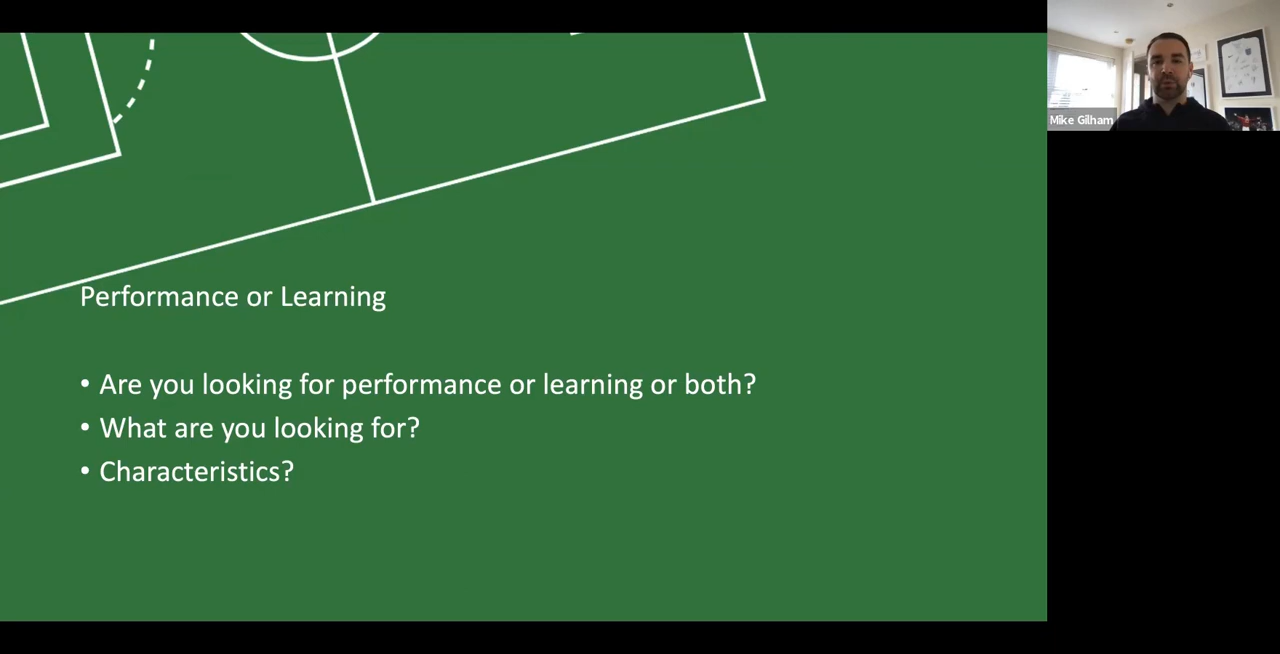 Mike Gilham
Performance or Learning
• Are you looking for performance or learning or both?
• What are you looking for?
• Characteristics?